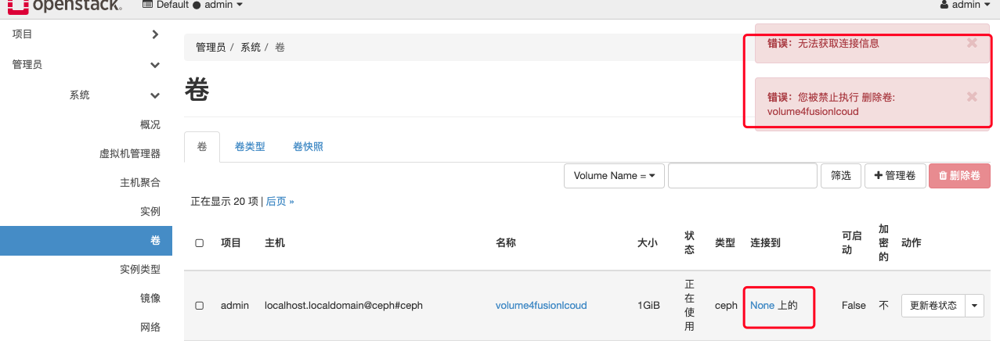 openstack.
Default ● admin
admin
项目
管理员
系统
概况
虚拟机管理器
主机聚合
实例
卷
实例类型
镜像
网络
管理员 / 系统 / 卷
错误：无法获取连接信息
错误：您被禁止执行 删除卷:
volume4fusionlcoud
卷
卷 卷类型 卷快照
Volume Name = 筛选 管理卷 删除卷
正在显示 20 项 | 后页 »
项目 主机 名称 大小 状态 类型 连接到 可启动 加密的 动作
admin localhost.localdomain@ceph#ceph volume4fusionlcoud 1GiB 正在使用 ceph None 上的 False 不 更新卷状态